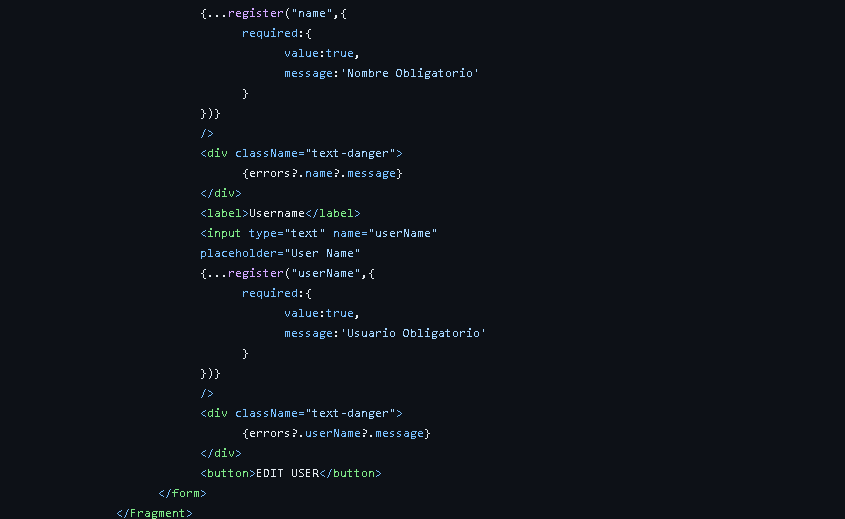 {...register("name",{
required:{
value:true,
message:'Nombre Obligatorio'
}
})}
/>
<div className="text-danger">
{errors?.name?.message}
</div>
<label>Username</label>
<input type="text" name="userName"
placeholder="User Name"
{...register("userName",{
required:{
value:true,
message:'Usuario Obligatorio'
}
})}
/>
<div className="text-danger">
{errors?.userName?.message}
</div>
<button>EDIT USER</button>
</form>
</Fragment>